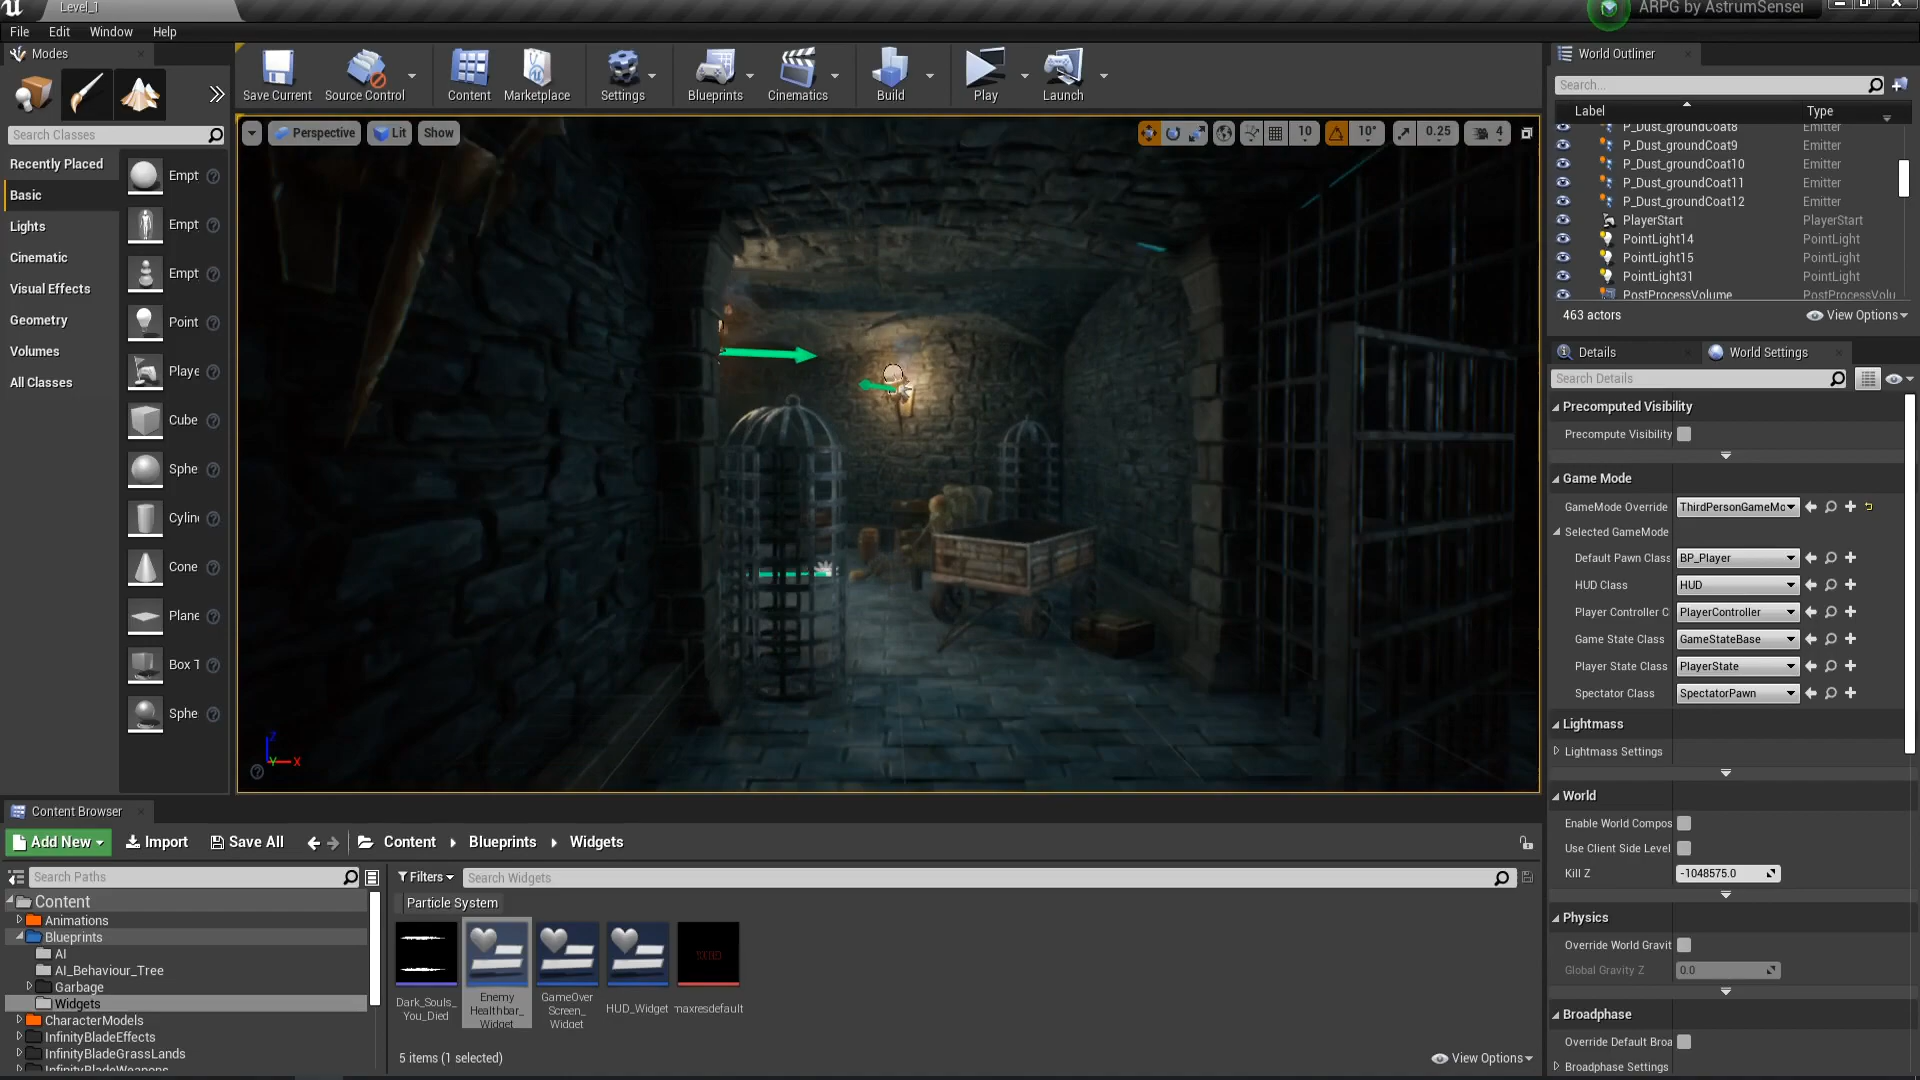 Level_1
ARPG by AstrumSensei
File
Edit
Window
Help
Modes
Search Classes
Recently Placed
Basic
Lights
Cinematic
Visual Effects
Geometry
Volumes
All Classes
Empt
Empt
Empt
Point
Playe
Cube
Sphe
Cylin
Cone
Plane
Box T
Sphe
Save Current
Source Control
Content
Marketplace
Settings
Blueprints
Cinematics
Build
Play
Launch
Perspective
Lit
Show
10
10°
0.25
4
Z
Y
X
World Outliner
Search...
Label
Type
P_Dust_groundCoat8 Emitter
P_Dust_groundCoat9 Emitter
P_Dust_groundCoat10 Emitter
P_Dust_groundCoat11 Emitter
P_Dust_groundCoat12 Emitter
PlayerStart PlayerStart
PointLight14 PointLight
PointLight15 PointLight
PointLight31 PointLight
PostProcessVolume PostProcessVolu
463 actors
View Options
Details
World Settings
Search Details
Precomputed Visibility
Precompute Visibility
Game Mode
GameMode Override ThirdPersonGameMo
Selected GameMode
Default Pawn Class BP_Player
HUD Class HUD
Player Controller C PlayerController
Game State Class GameStateBase
Player State Class PlayerState
Spectator Class SpectatorPawn
Lightmass
Lightmass Settings
World
Enable World Compos
Use Client Side Level
Kill Z -1048575.0
Physics
Override World Gravit
Global Gravity Z 0.0
Broadphase
Override Default Broa
Broadphase Settings
Content Browser
Add New
Import
Save All
Content
Blueprints
Widgets
Search Paths
Filters
Search Widgets
Particle System
Content
Animations
Blueprints
AI
AI_Behaviour_Tree
Garbage
Widgets
CharacterModels
InfinityBladeEffects
InfinityBladeGrassLands
InfinityBladeWeapons
Dark_Souls_
You_Died
Enemy
Healthbar_
Widget
GameOver
Screen_
Widget
HUD_Widget
maxresdefault
5 items (1 selected)
View Options